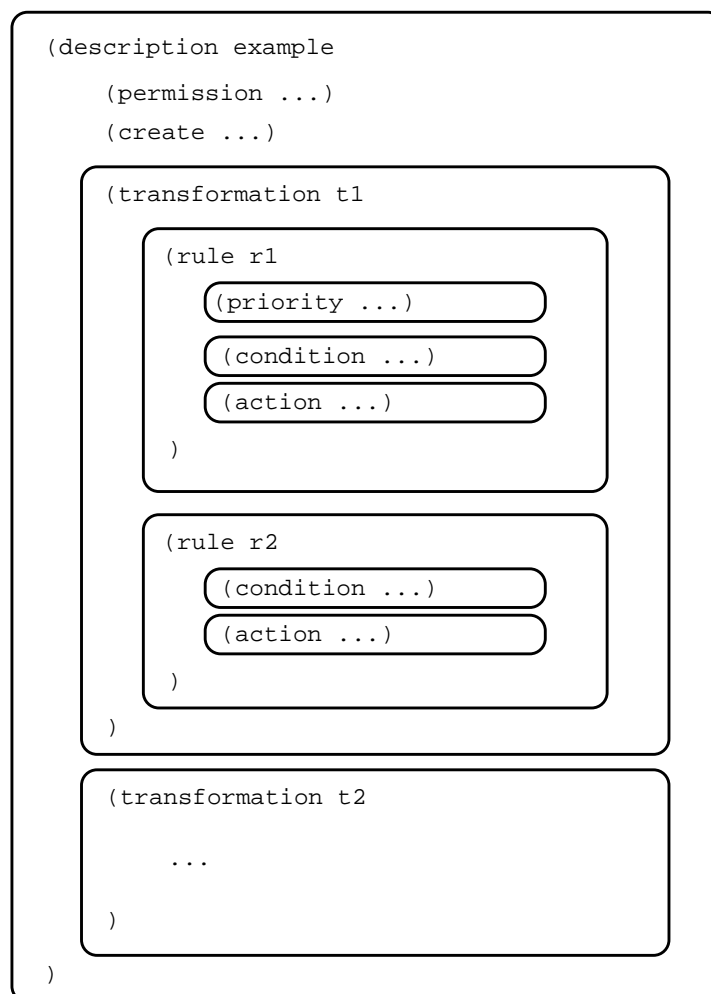 (description example
(permission ...)
(create ...)
(transformation t1
(rule r1
(priority ...)
(condition ...)
(action ...)
)
(rule r2
(condition ...)
(action ...)
)
)
(transformation t2
...
)
)